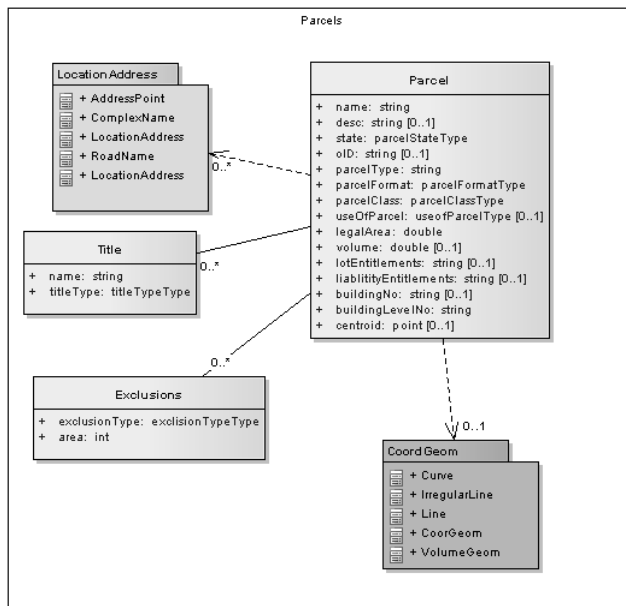 Parcels
LocationAddress
+ AddressPoint
+ ComplexName
+ LocationAddress
+ RoadName
+ LocationAddress
0..*
Parcel
+ name: string
+ desc: string [0..1]
+ state: parcelStateType
+ oID: string [0..1]
+ parcelType: string
+ parcelFormat: parcelFormatType
+ parcelClass: parcelClassType
+ useOfParcel: useofParcelType [0..1]
+ legalArea: double
+ volume: double [0..1]
+ lotEntitlements: string [0..1]
+ liablitityEntitlements: string [0..1]
+ buildingNo: string [0..1]
+ buildingLevelNo: string
+ centroid: point [0..1]
Title
+ name: string
+ titleType: titleTypeType
0..*
Exclusions
+ exclusionType: exclisionTypeType
+ area: int
0..*
0..1
CoordGeom
+ Curve
+ IrregularLine
+ Line
+ CoorGeom
+ VolumeGeom